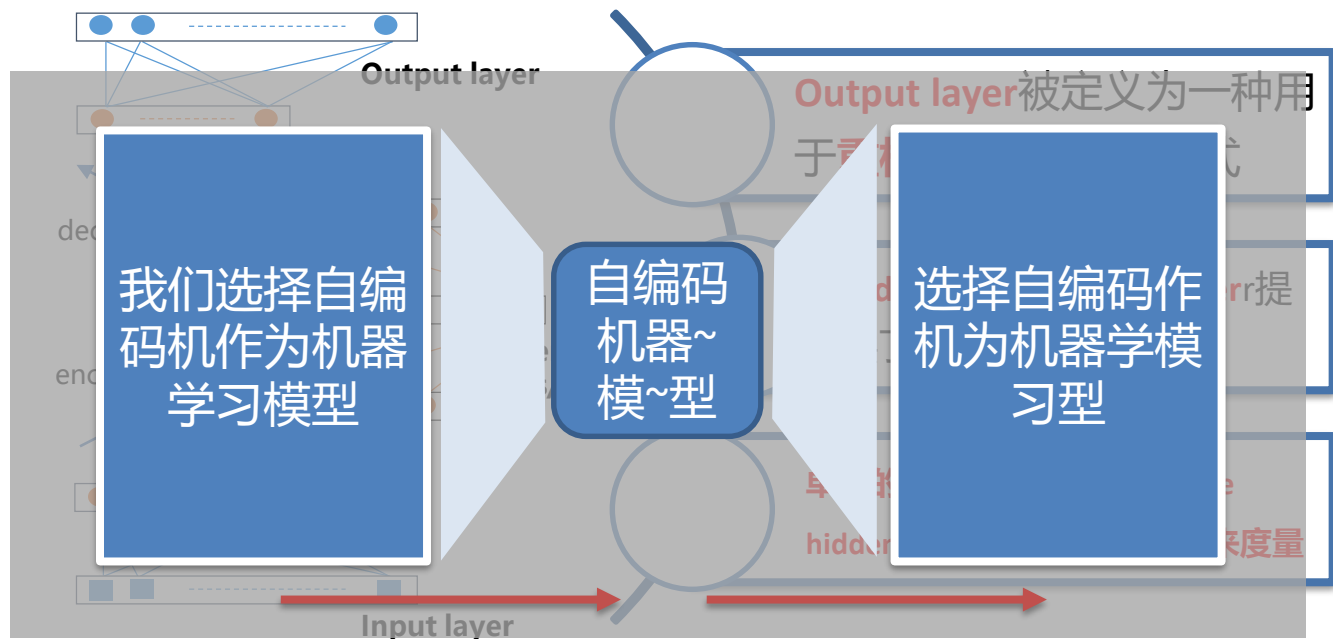 Output layer
Output layer被定义为一种用
于
dec
我们选择自编
码机作为机器
学习模型
自编码
机器~
模~型
选择自编码作
机为机器学模
习型
r提
enc
的
hidde
来度量
Input layer